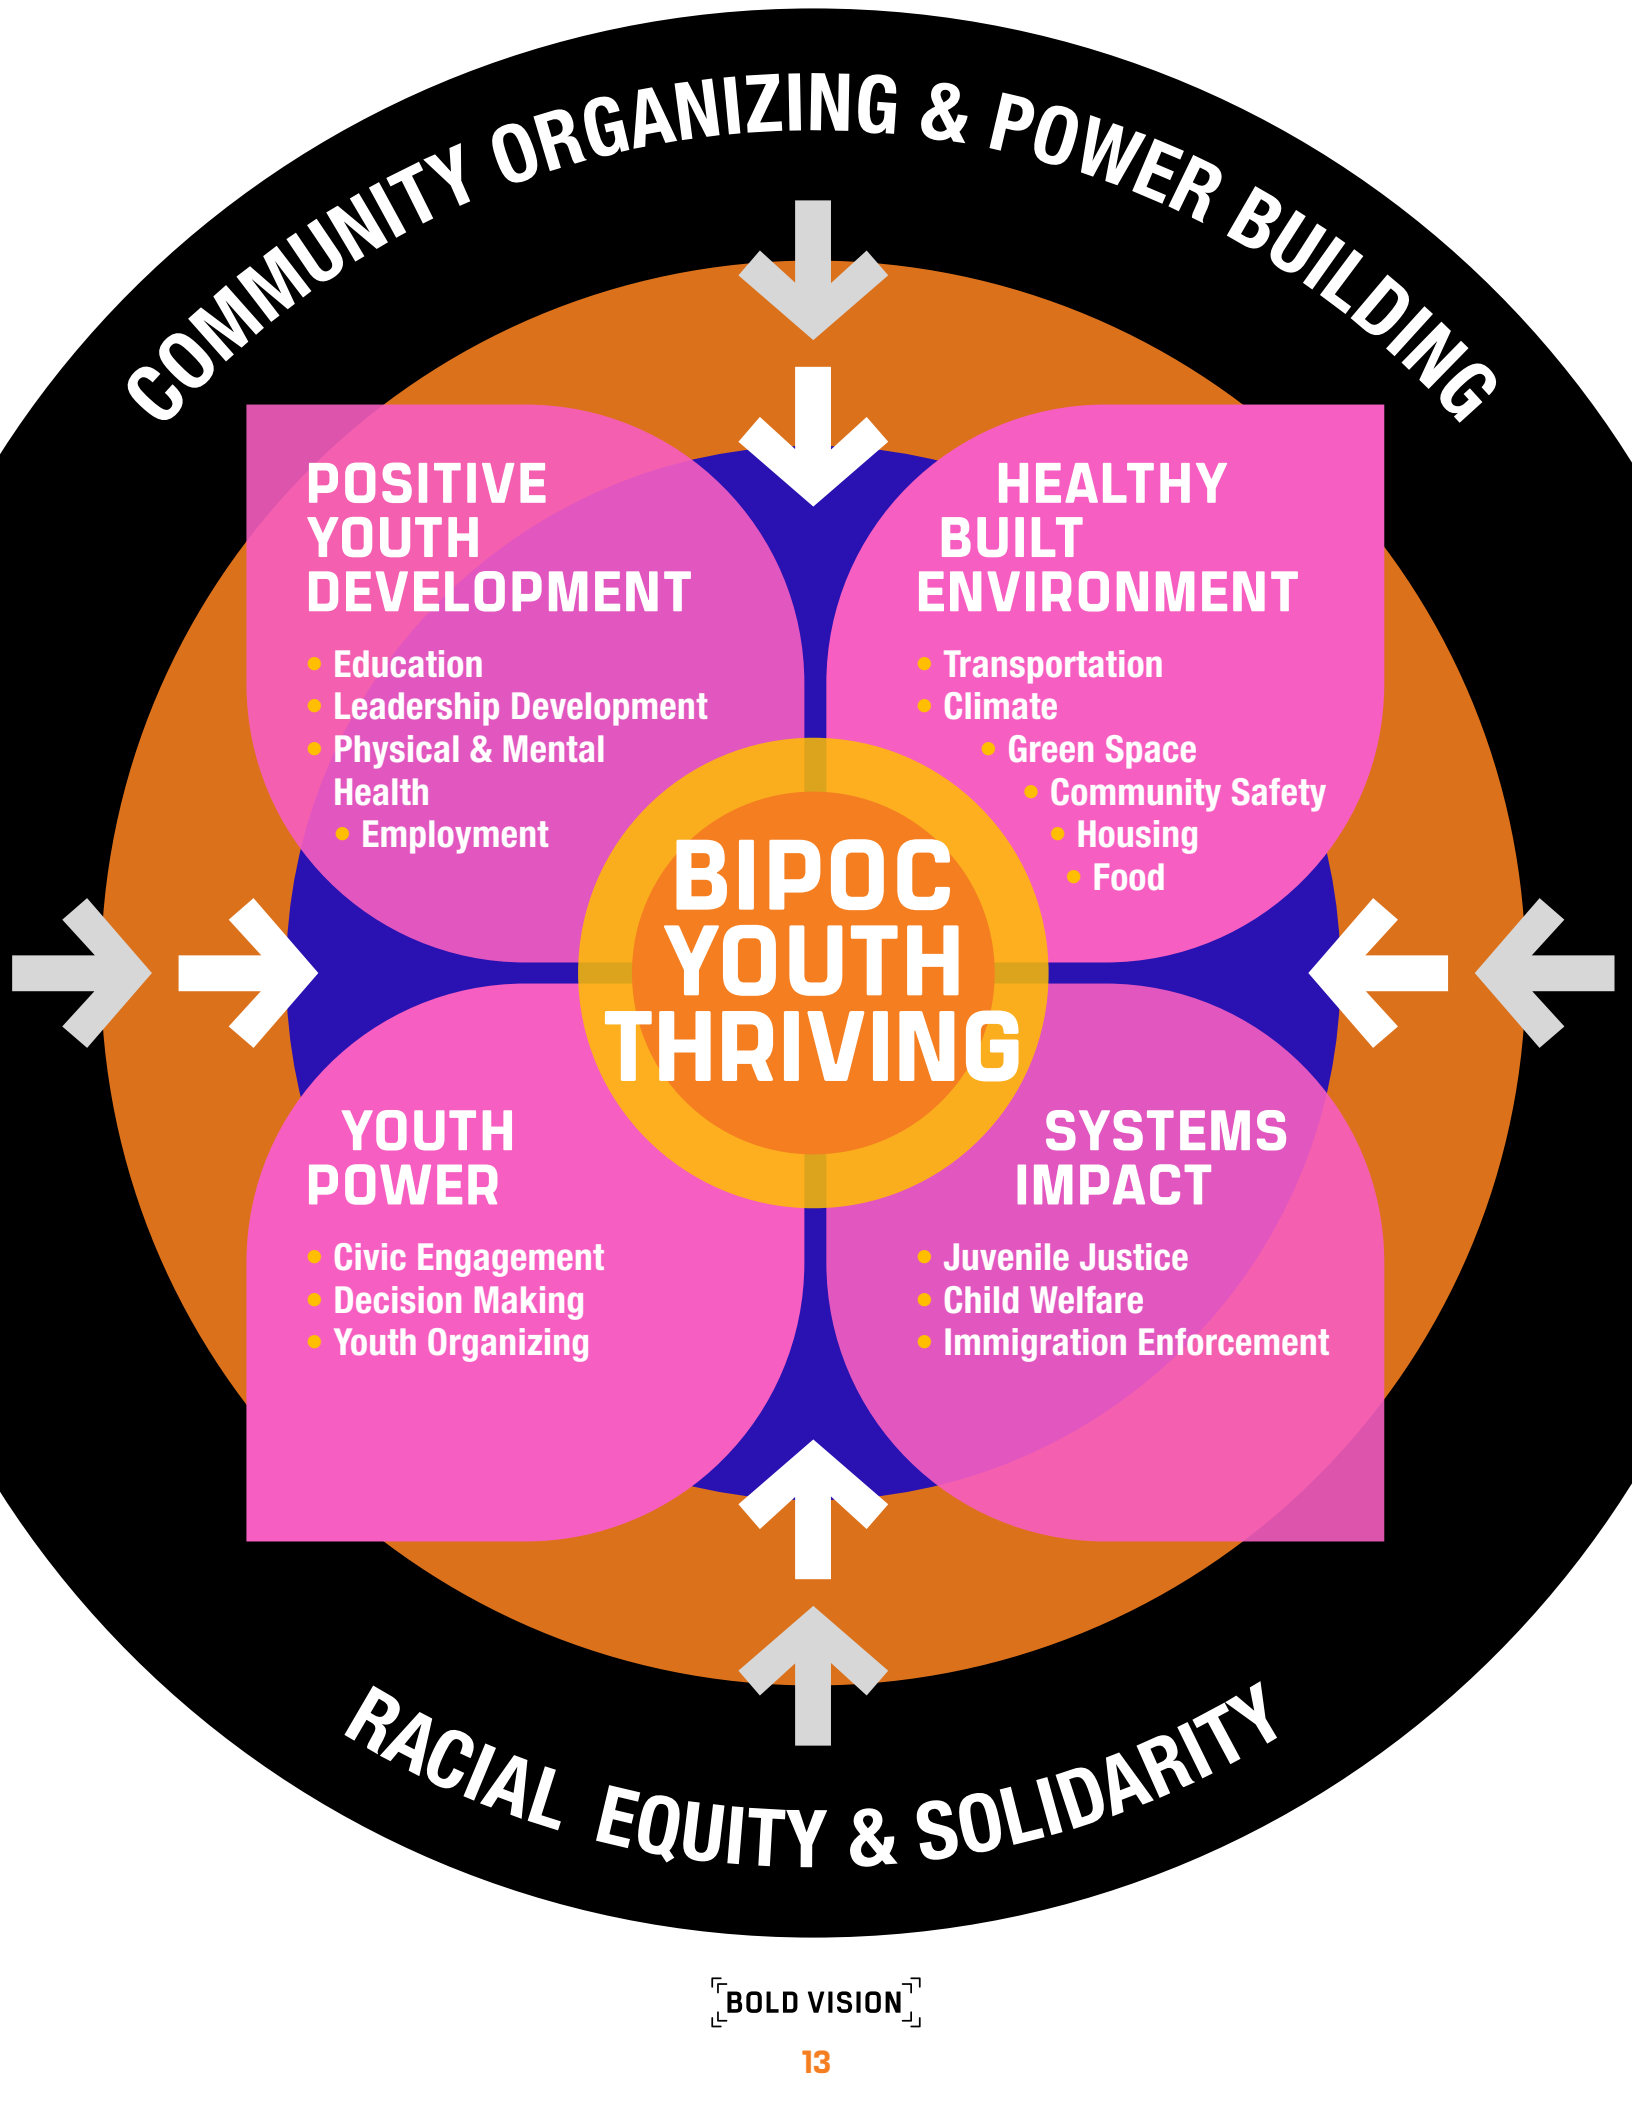 COMMUNITY ORGANIZING & POWER BUILDING
POSITIVE
YOUTH
DEVELOPMENT
• Education
• Leadership Development
• Physical & Mental
Health
• Employment
HEALTHY
BUILT
ENVIRONMENT
• Transportation
• Climate
• Green Space
• Community Safety
• Housing
• Food
BIPOC
YOUTH
THRIVING
YOUTH
POWER
• Civic Engagement
• Decision Making
• Youth Organizing
SYSTEMS
IMPACT
• Juvenile Justice
• Child Welfare
• Immigration Enforcement
RACIAL EQUITY & SOLIDARITY
BOLD VISION
13